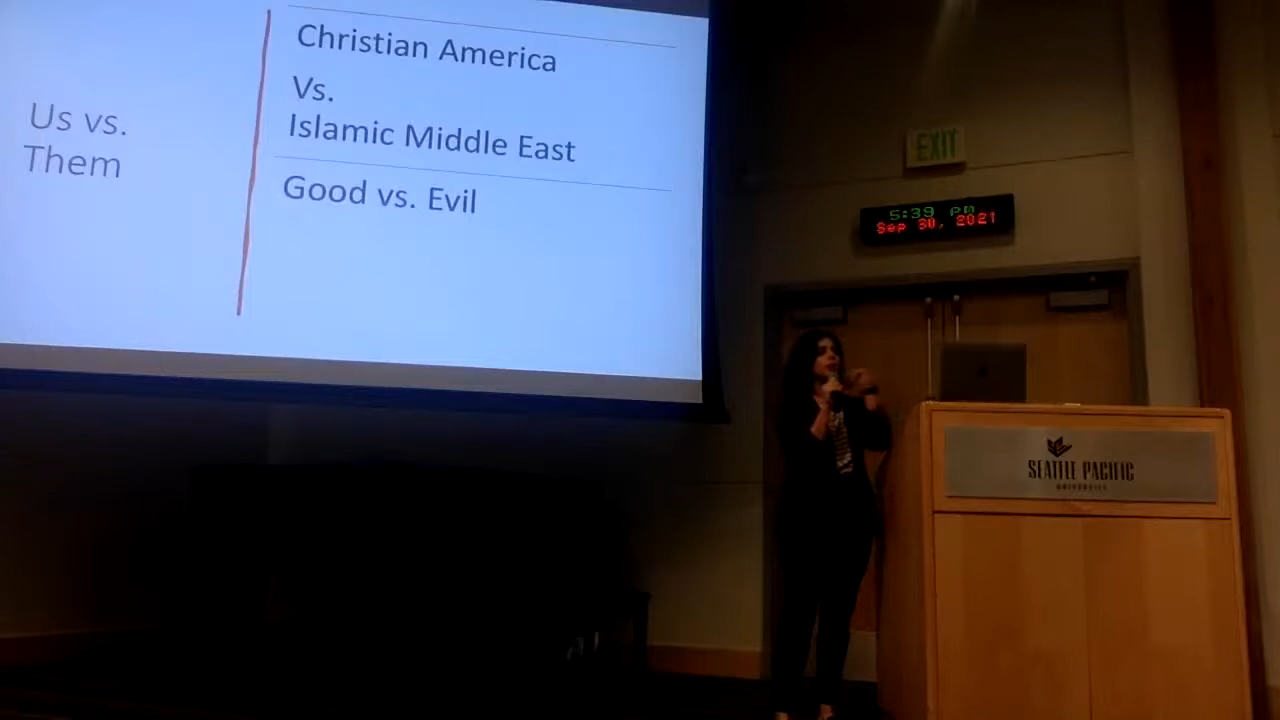 Us vs.
Them
Christian America
Vs.
Islamic Middle East
Good vs. Evil
EXIT
5:39 PM
Sep 30, 2021
SEATTLE PACIFIC
UNIVERSITY